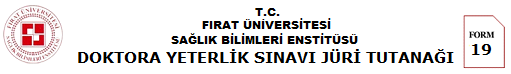 T.C.
FIRAT ÜNİVERSİTESİ
SAĞLIK BİLİMLERİ ENSTİTÜSÜ
DOKTORA YETERLİK SINAVI JÜRİ TUTANAĞI
FORM
19